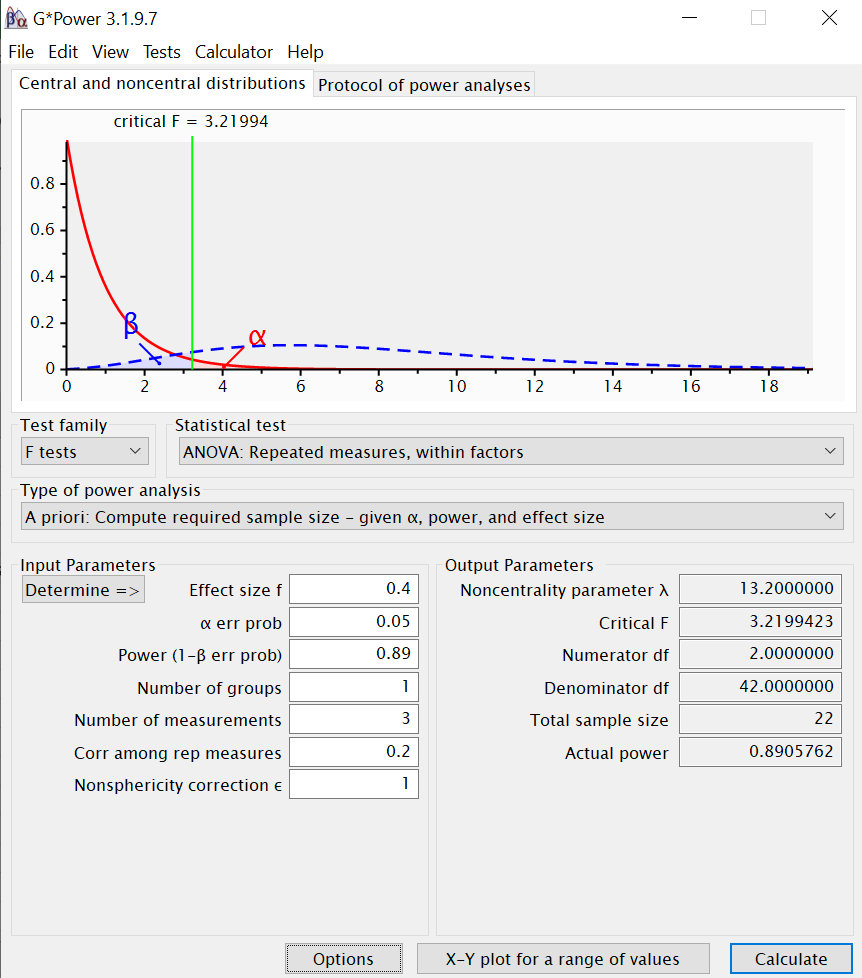 G*Power 3.1.9.7
File Edit View Tests Calculator Help
Central and noncentral distributions Protocol of power analyses
critical F = 3.21994
0.8
0.6
0.4
0.2
0
β
α
0 2 4 6 8 10 12 14 16 18
Test family Statistical test
F tests ANOVA: Repeated measures, within factors
Type of power analysis
A priori: Compute required sample size – given α, power, and effect size
Input Parameters Output Parameters
Determine => Effect size f 0.4 Noncentrality parameter λ 13.2000000
α err prob 0.05 Critical F 3.2199423
Power (1-β err prob) 0.89 Numerator df 2.0000000
Number of groups 1 Denominator df 42.0000000
Number of measurements 3 Total sample size 22
Corr among rep measures 0.2 Actual power 0.8905762
Nonsphericity correction ϵ 1
Options X-Y plot for a range of values Calculate